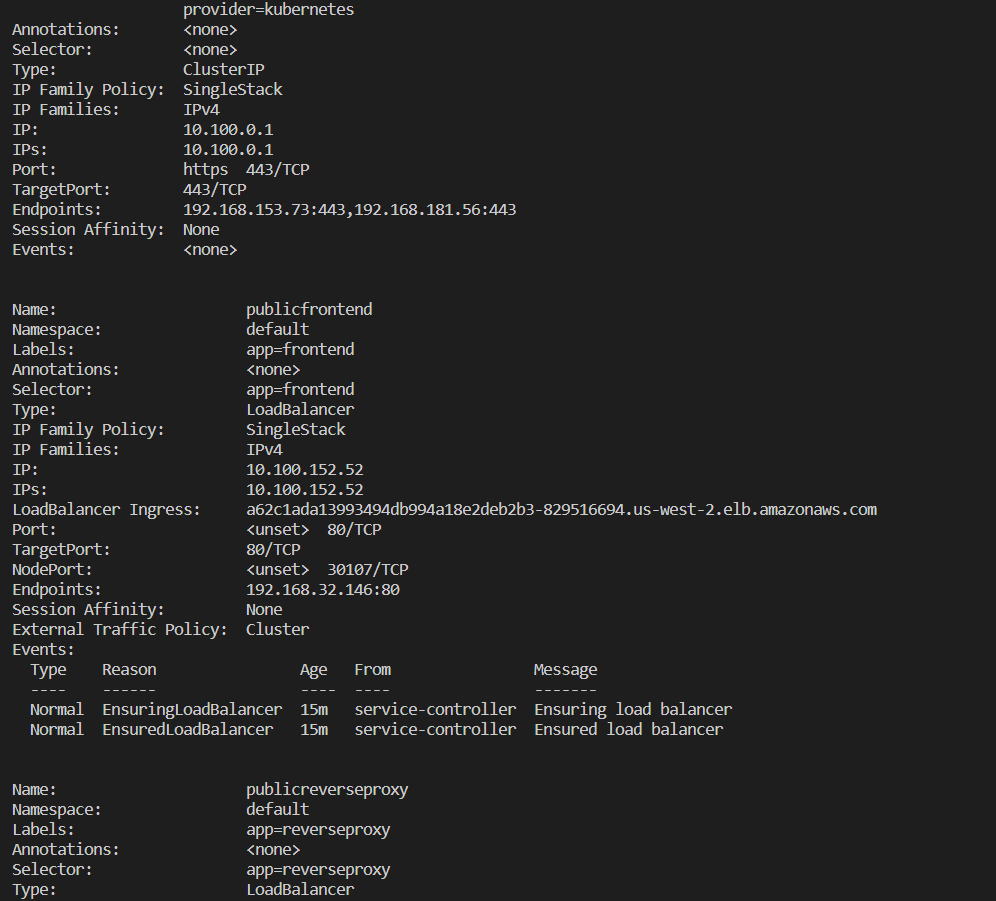 provider=kubernetes
Annotations:       <none>
Selector:          <none>
Type:              ClusterIP
IP Family Policy:  SingleStack
IP Families:       IPv4
IP:                10.100.0.1
IPs:               10.100.0.1
Port:              https  443/TCP
TargetPort:        443/TCP
Endpoints:         192.168.153.73:443,192.168.181.56:443
Session Affinity:  None
Events:            <none>
Name:                     publicfrontend
Namespace:                default
Labels:                   app=frontend
Annotations:              <none>
Selector:                 app=frontend
Type:                     LoadBalancer
IP Family Policy:         SingleStack
IP Families:              IPv4
IP:                       10.100.152.52
IPs:                      10.100.152.52
LoadBalancer Ingress:     a62c1ada13993494db994a18e2deb2b3-829516694.us-west-2.elb.amazonaws.com
Port:                     <unset>  80/TCP
TargetPort:               80/TCP
NodePort:                 <unset>  30107/TCP
Endpoints:                192.168.32.146:80
Session Affinity:         None
External Traffic Policy:  Cluster
Events:
  Type    Reason                Age   From                Message
  ----    ------                ----  ----                -------
  Normal  EnsuringLoadBalancer  15m   service-controller  Ensuring load balancer
  Normal  EnsuredLoadBalancer   15m   service-controller  Ensured load balancer
Name:                     publicreverseproxy
Namespace:                default
Labels:                   app=reverseproxy
Annotations:              <none>
Selector:                 app=reverseproxy
Type:                     LoadBalancer